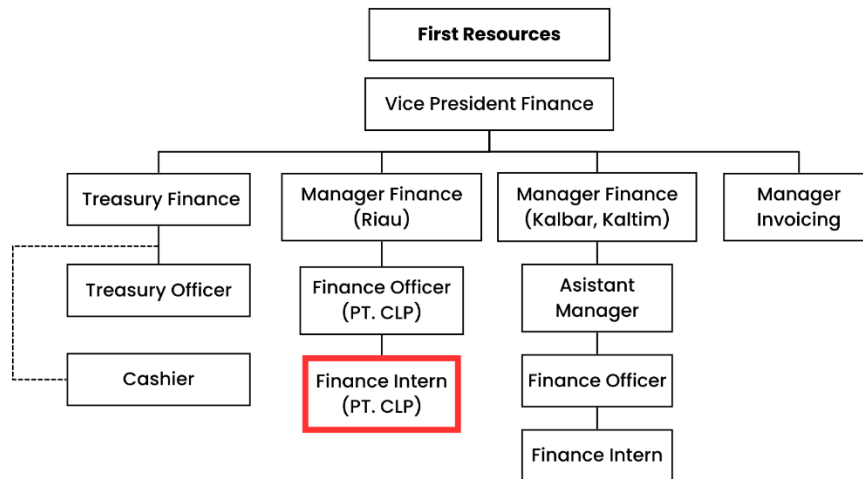 First Resources
Vice President Finance
Treasury Finance
Manager Finance
(Riau)
Manager Finance
(Kalbar, Kaltim)
Manager
Invoicing
Treasury Officer
Finance Officer
(PT. CLP)
Asistant
Manager
Cashier
Finance Intern
(PT. CLP)
Finance Officer
Finance Intern